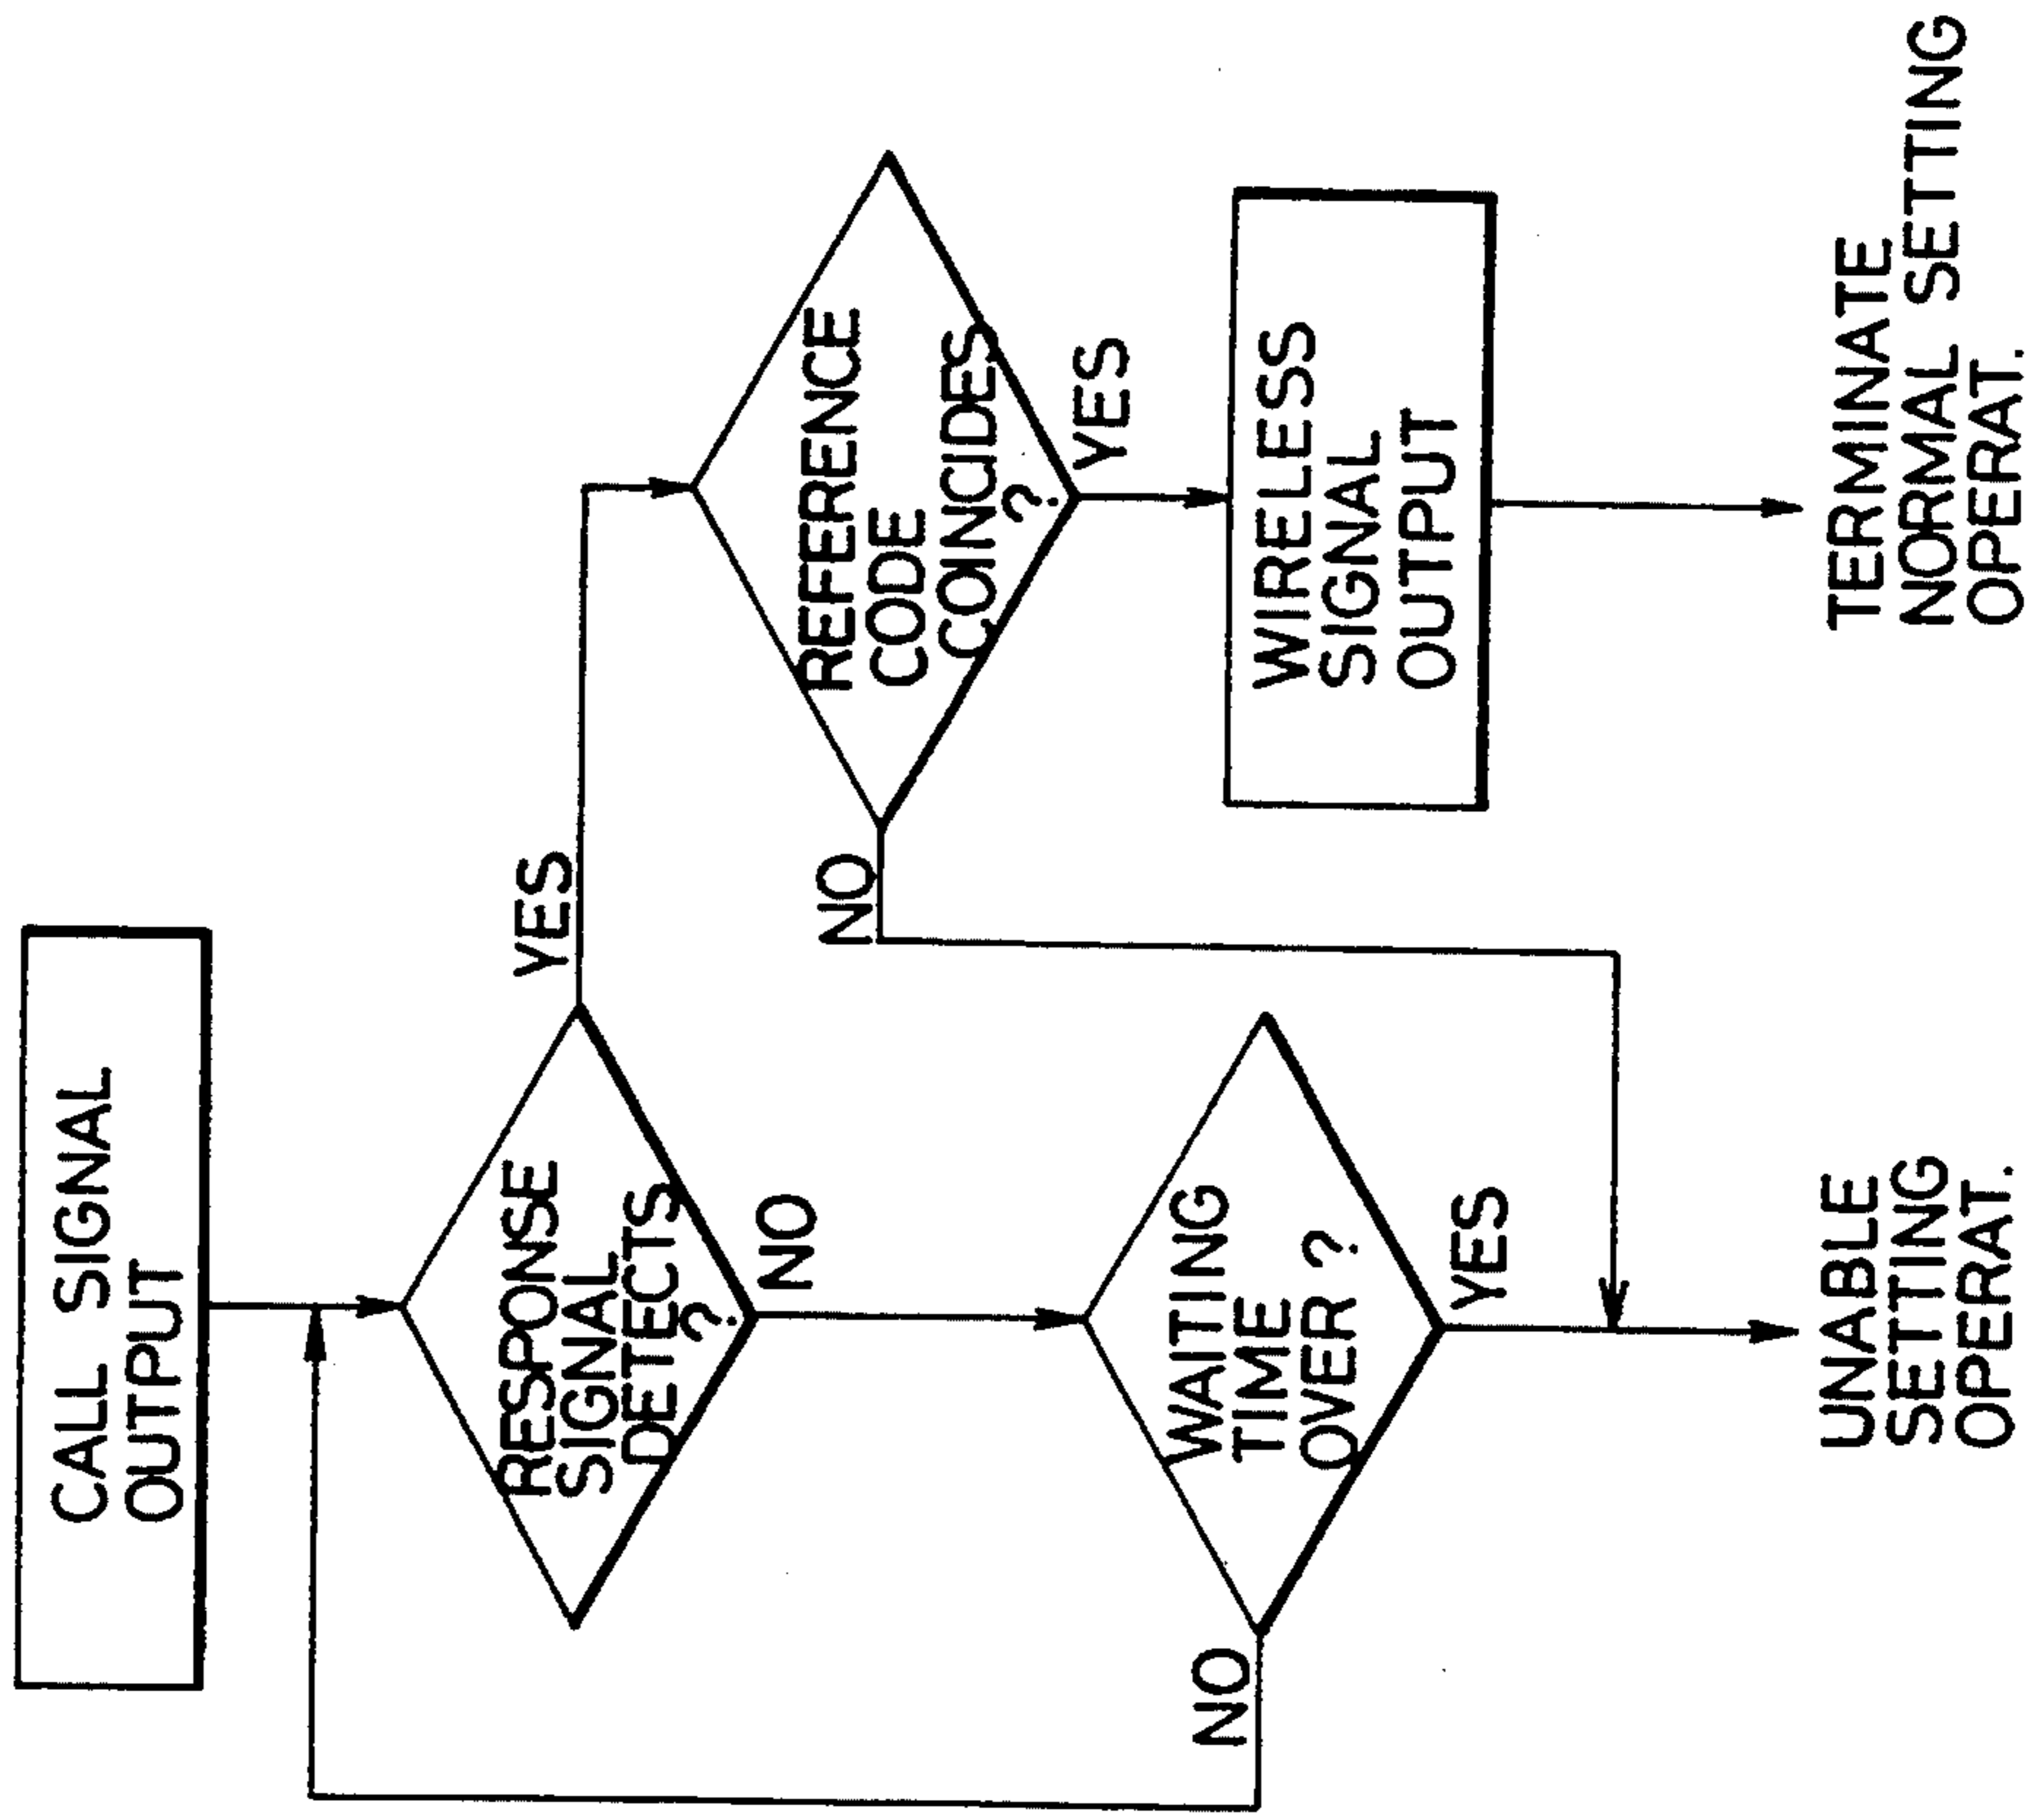 CALL SIGNAL
OUTPUT
RESPONSE
SIGNAL
DETECTS
?
YES
NO
WAITING
TIME
OVER ?
NO
YES
UNABLE
SETTING
OPERAT.
REFERENCE
CODE
COINCIDES
?
NO
YES
WIRELESS
SIGNAL
OUTPUT
TERMINATE
NORMAL SETTING
OPERAT.